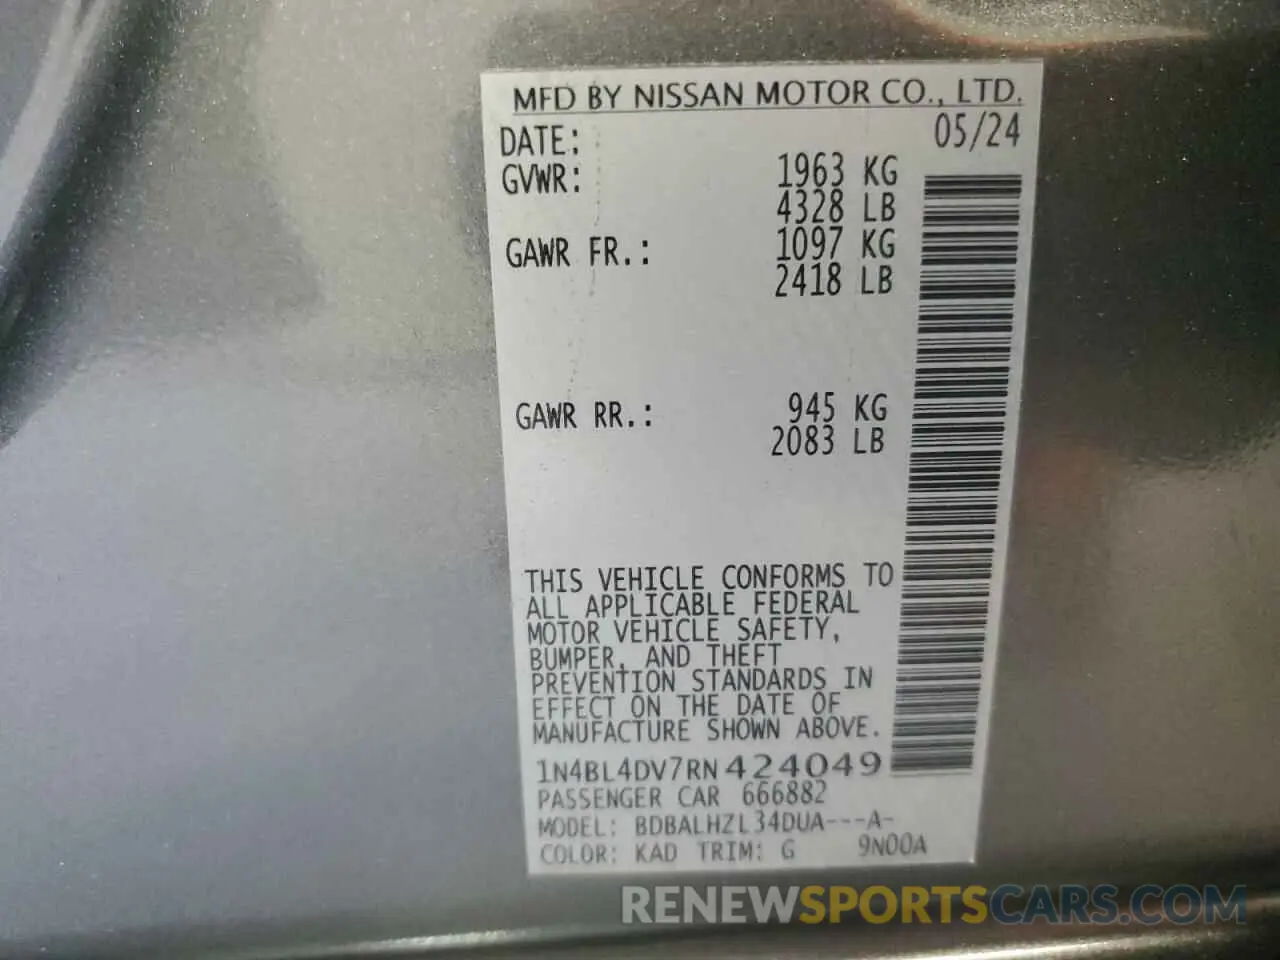 MFD BY NISSAN MOTOR CO., LTD.
DATE: 05/24
GVWR: 1963 KG
4328 LB
GAWR FR.: 1097 KG
2418 LB
GAWR RR.: 945 KG
2083 LB
THIS VEHICLE CONFORMS TO
ALL APPLICABLE FEDERAL
MOTOR VEHICLE SAFETY,
BUMPER, AND THEFT
PREVENTION STANDARDS IN
EFFECT ON THE DATE OF
MANUFACTURE SHOWN ABOVE.
1N4BL4DV7RN424049
PASSENGER CAR 666882
MODEL: BDBALHZL34DUA---A-
COLOR: KAD TRIM: G 9N00A
RENEWSPORTSCARS.COM